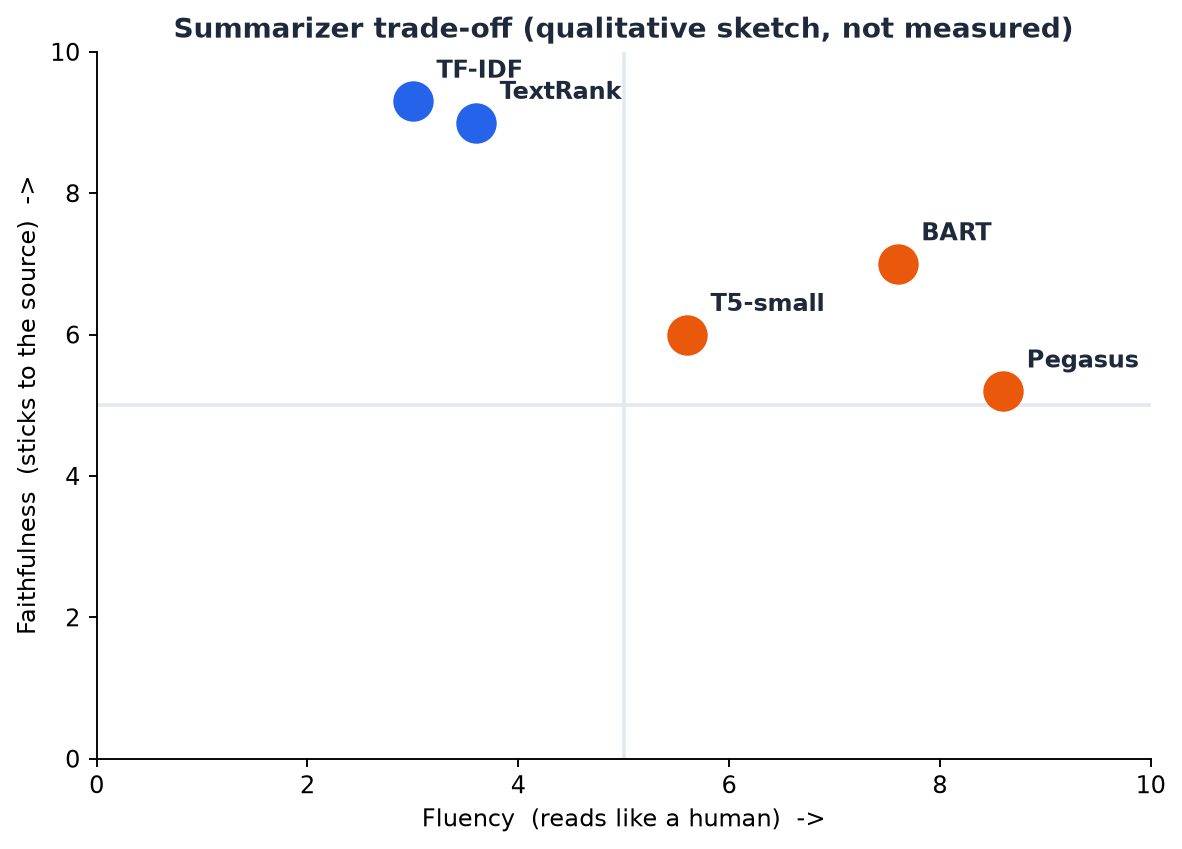 Summarizer trade-off (qualitative sketch, not measured)
10
TF-IDF
TextRank
8
BART
6
T5-small
Pegasus
4
2
0
0 2 4 6 8 10
Fluency (reads like a human) ->
Faithfulness (sticks to the source) ->